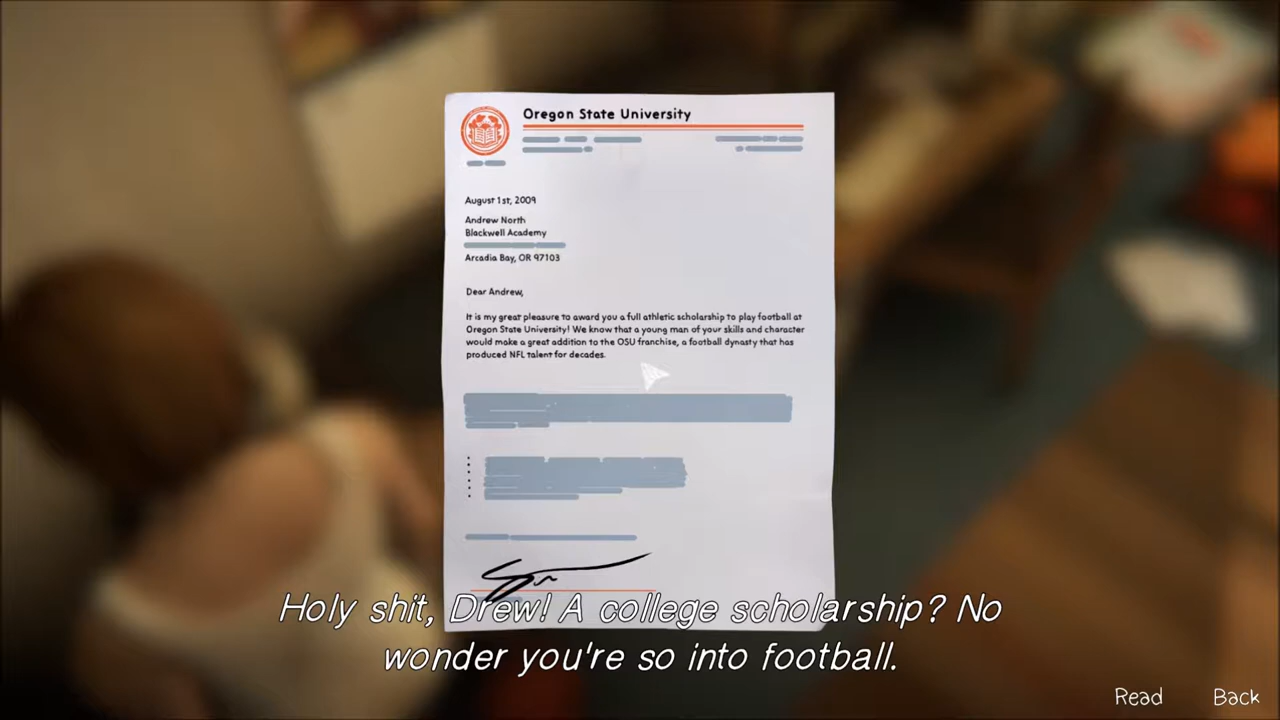 Oregon State University
August 1st, 2009
Andrew North
Blackwell Academy
Arcadia Bay, OR 97103
Dear Andrew,
It is my great pleasure to award you a full athletic scholarship to play football at
Oregon State University! We know that a young man of your skills and character
would make a great addition to the OSU franchise, a football dynasty that has
produced NFL talent for decades.
Holy shit, Drew! A college scholarship? No
wonder you're so into football.
Read
Back